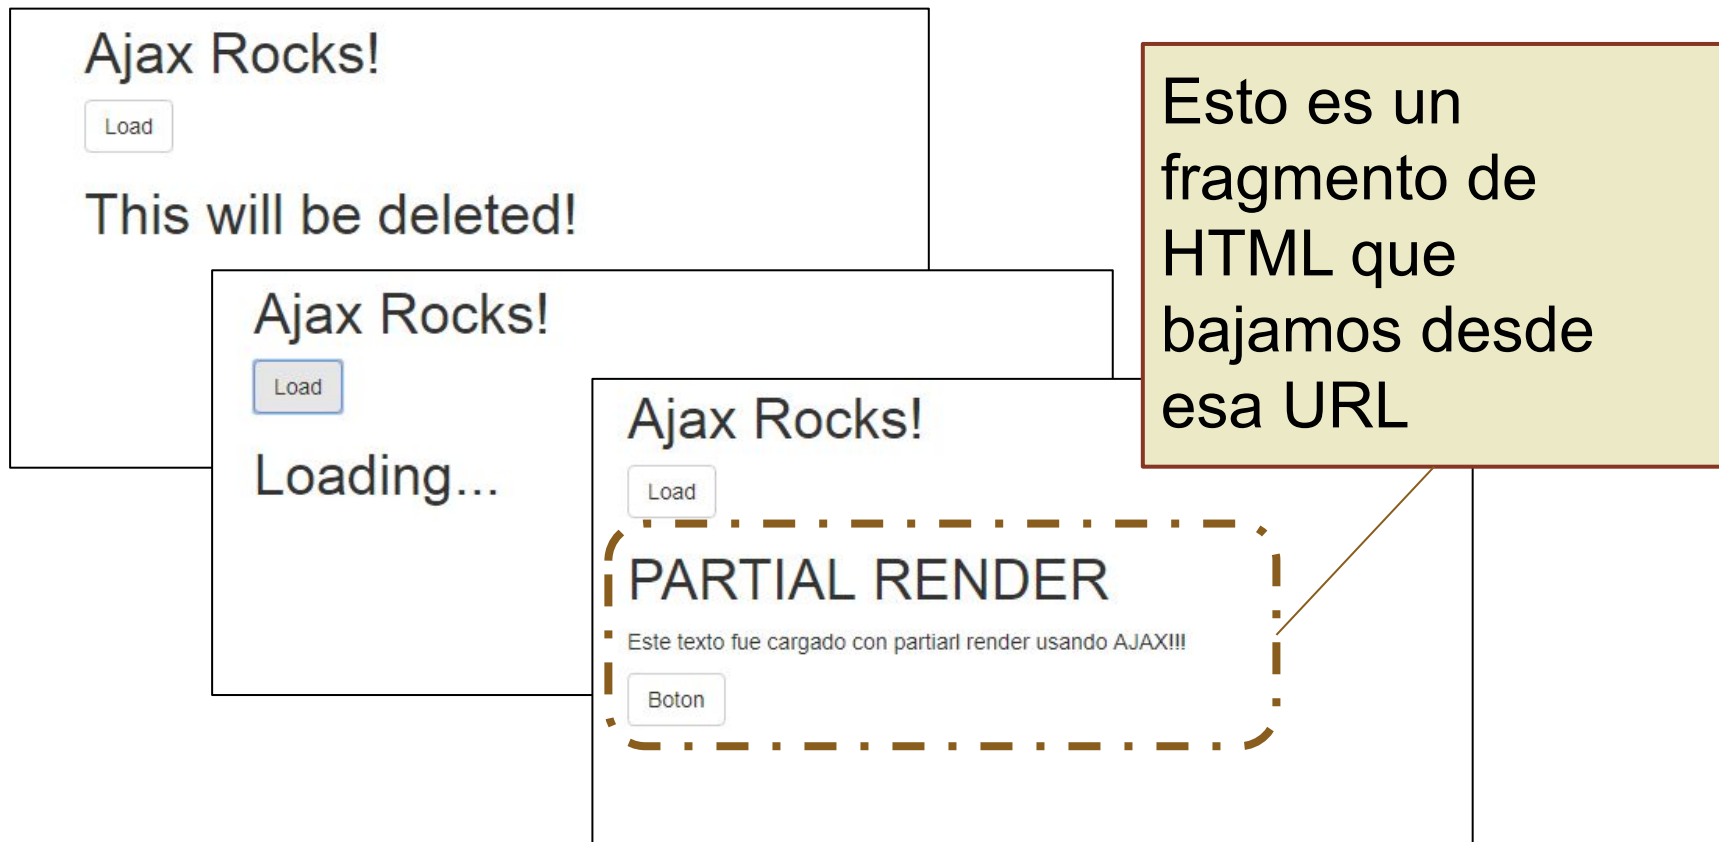 Ajax Rocks!
Load
This will be deleted!
Ajax Rocks!
Load
Loading...
Ajax Rocks!
Load
PARTIAL RENDER
Este texto fue cargado con partiarl render usando AJAX!!!
Boton
Esto es un
fragmento de
HTML que
bajamos desde
esa URL